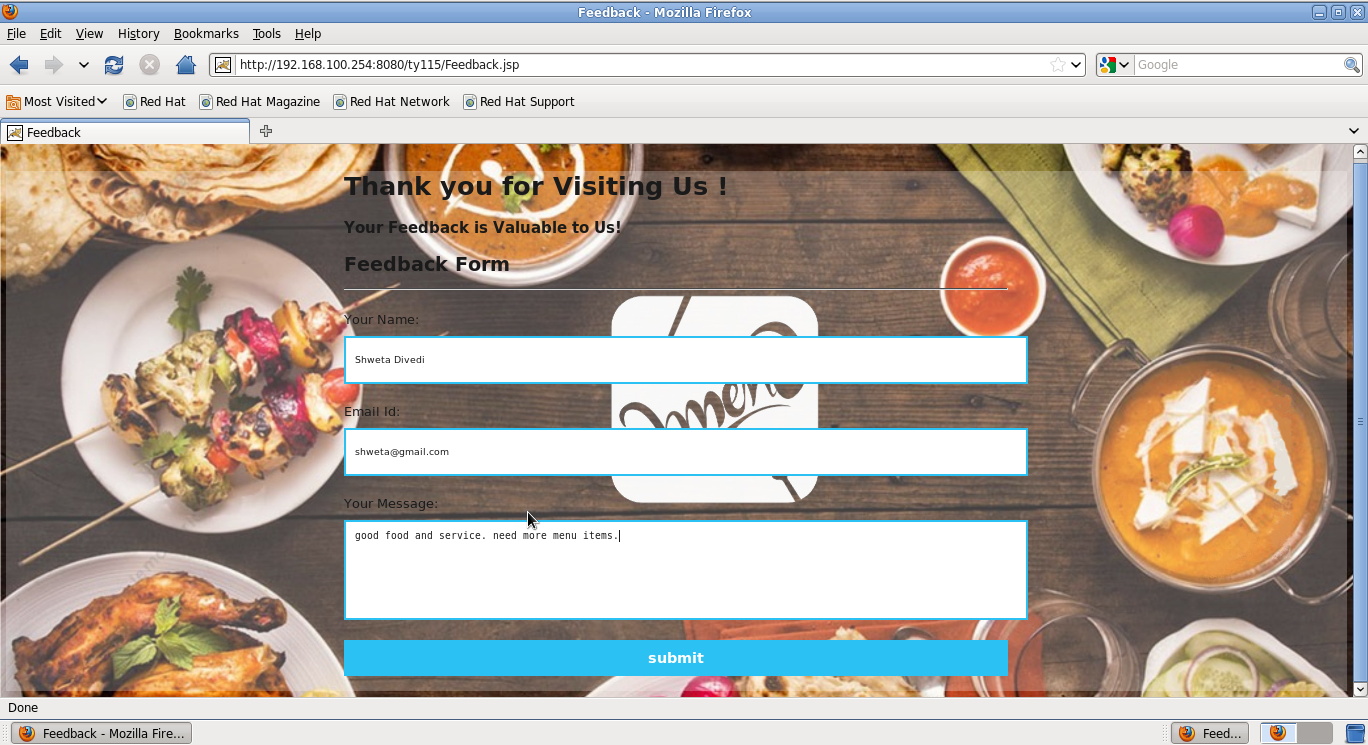 Feedback - Mozilla Firefox
File Edit View History Bookmarks Tools Help
http://192.168.100.254:8080/ty115/Feedback.jsp
Google
Most Visited Red Hat Red Hat Magazine Red Hat Network Red Hat Support
Feedback
Thank you for Visiting Us !
Your Feedback is Valuable to Us!
Feedback Form
Your Name:
Shweta Divedi
Email Id:
shweta@gmail.com
Your Message:
good food and service. need more menu items.
submit
Done
Feedback - Mozilla Fire...
Feed...